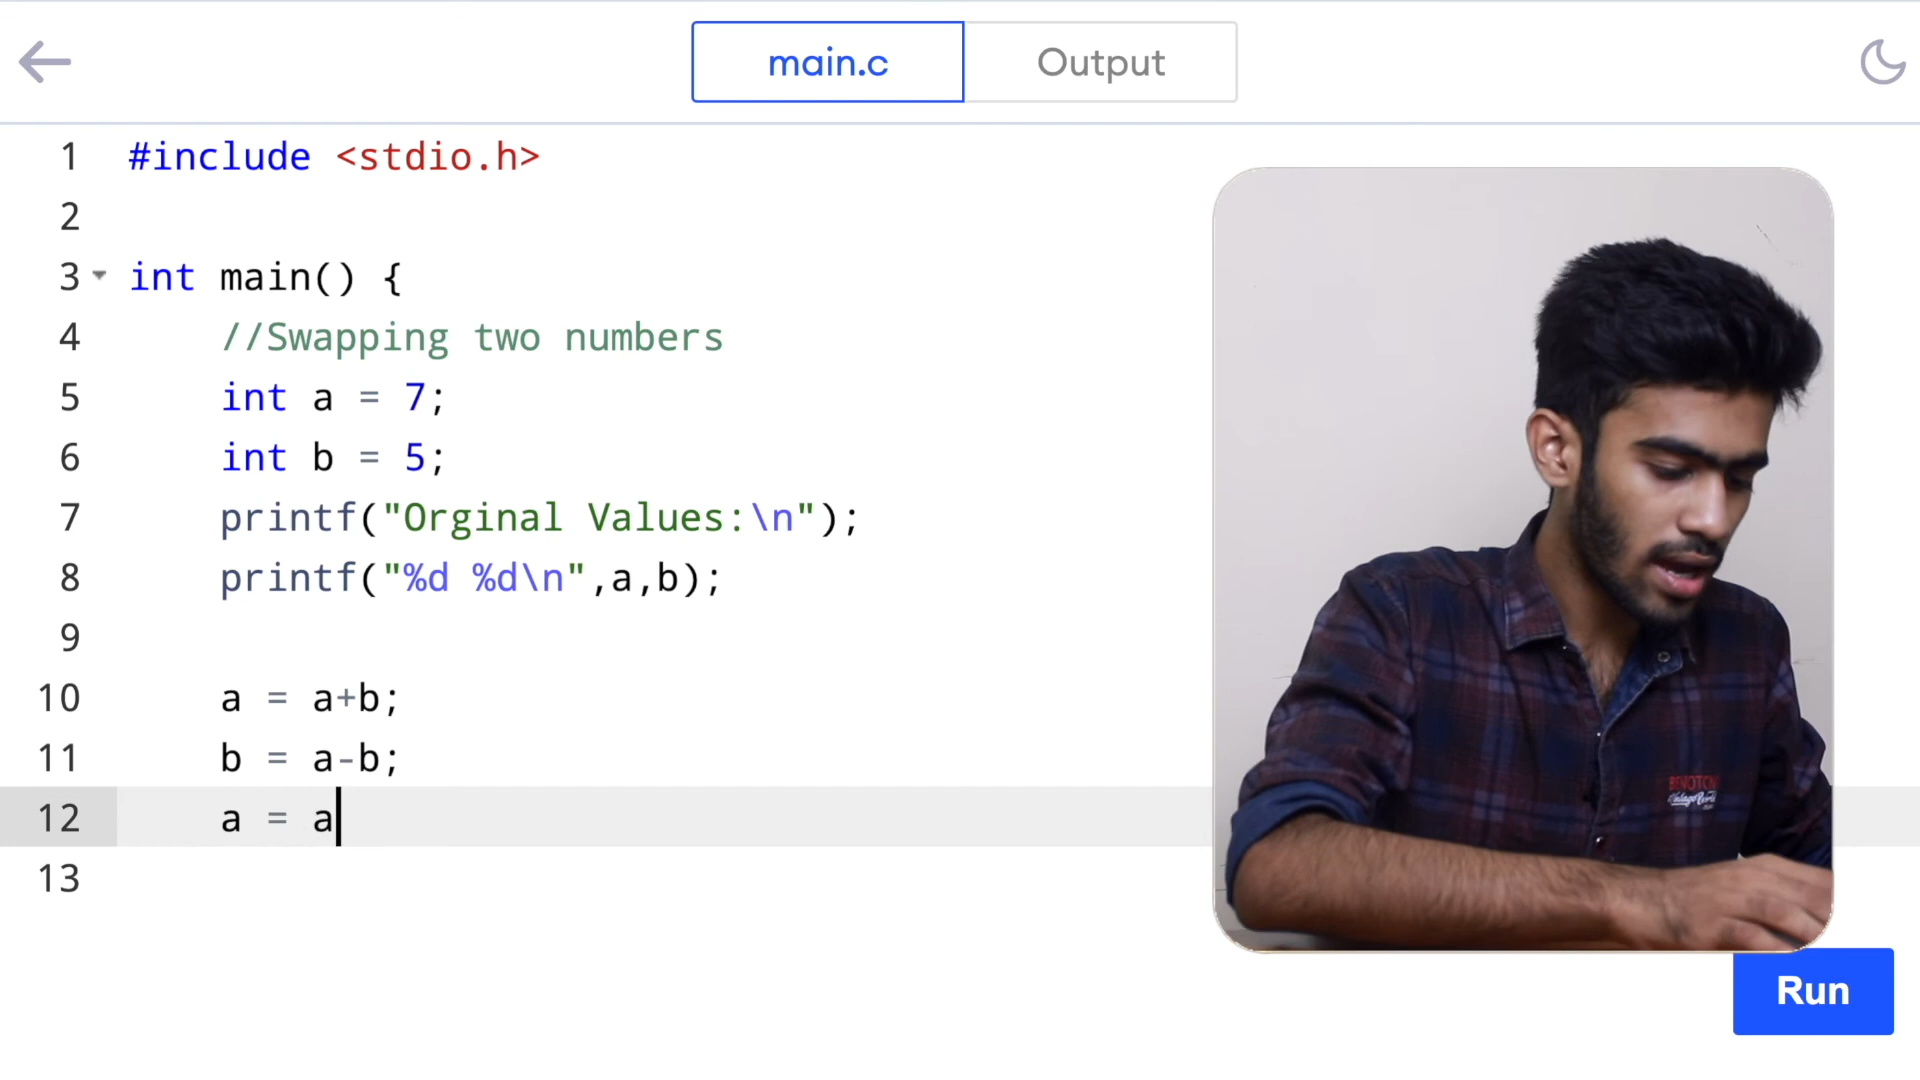 main.c Output
1 #include <stdio.h>
2
3 int main() {
4 //Swapping two numbers
5 int a = 7;
6 int b = 5;
7 printf("Orginal Values:\n");
8 printf("%d %d\n",a,b);
9
10 a = a+b;
11 b = a-b;
12 a = a
13
Run